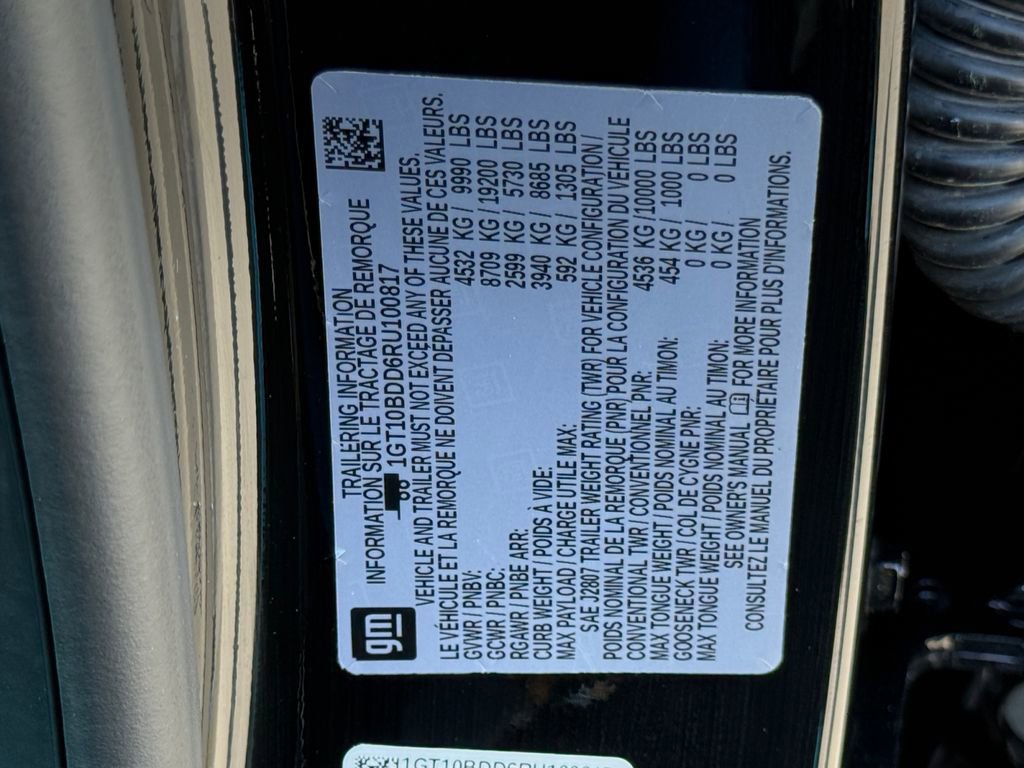 gm
TRAILERING INFORMATION
INFORMATION SUR LE TRACTAGE DE REMORQUE
1GT10BDD6RU100817
VEHICLE AND TRAILER MUST NOT EXCEED ANY OF THESE VALUES.
LE VEHICULE ET LA REMORQUE NE DOIVENT DEPASSER AUCUNE DE CES VALEURS.
GVWR / PNBV: 4532 KG / 9990 LBS
GCWR / PNBC: 8709 KG / 19200 LBS
RGAWR / PNBE ARR: 2599 KG / 5730 LBS
CURB WEIGHT / POIDS À VIDE: 3940 KG / 8685 LBS
MAX PAYLOAD / CHARGE UTILE MAX: 592 KG / 1305 LBS
SAE J2807 TRAILER WEIGHT RATING (TWR) FOR VEHICLE CONFIGURATION /
POIDS NOMINAL DE LA REMORQUE (PNR) POUR LA CONFIGURATION DU VEHICULE
CONVENTIONAL TWR / CONVENTIONNEL PNR: 4536 KG /10000 LBS
MAX TONGUE WEIGHT / POIDS NOMINAL AU TIMON: 454 KG / 1000 LBS
GOOSENECK TWR / COL DE CYGNE PNR: 0 KG / 0 LBS
MAX TONGUE WEIGHT / POIDS NOMINAL AU TIMON: 0 KG / 0 LBS
SEE OWNER'S MANUAL FOR MORE INFORMATION
CONSULTEZ LE MANUEL DU PROPRIÉTAIRE POUR PLUS D'INFORMATIONS.